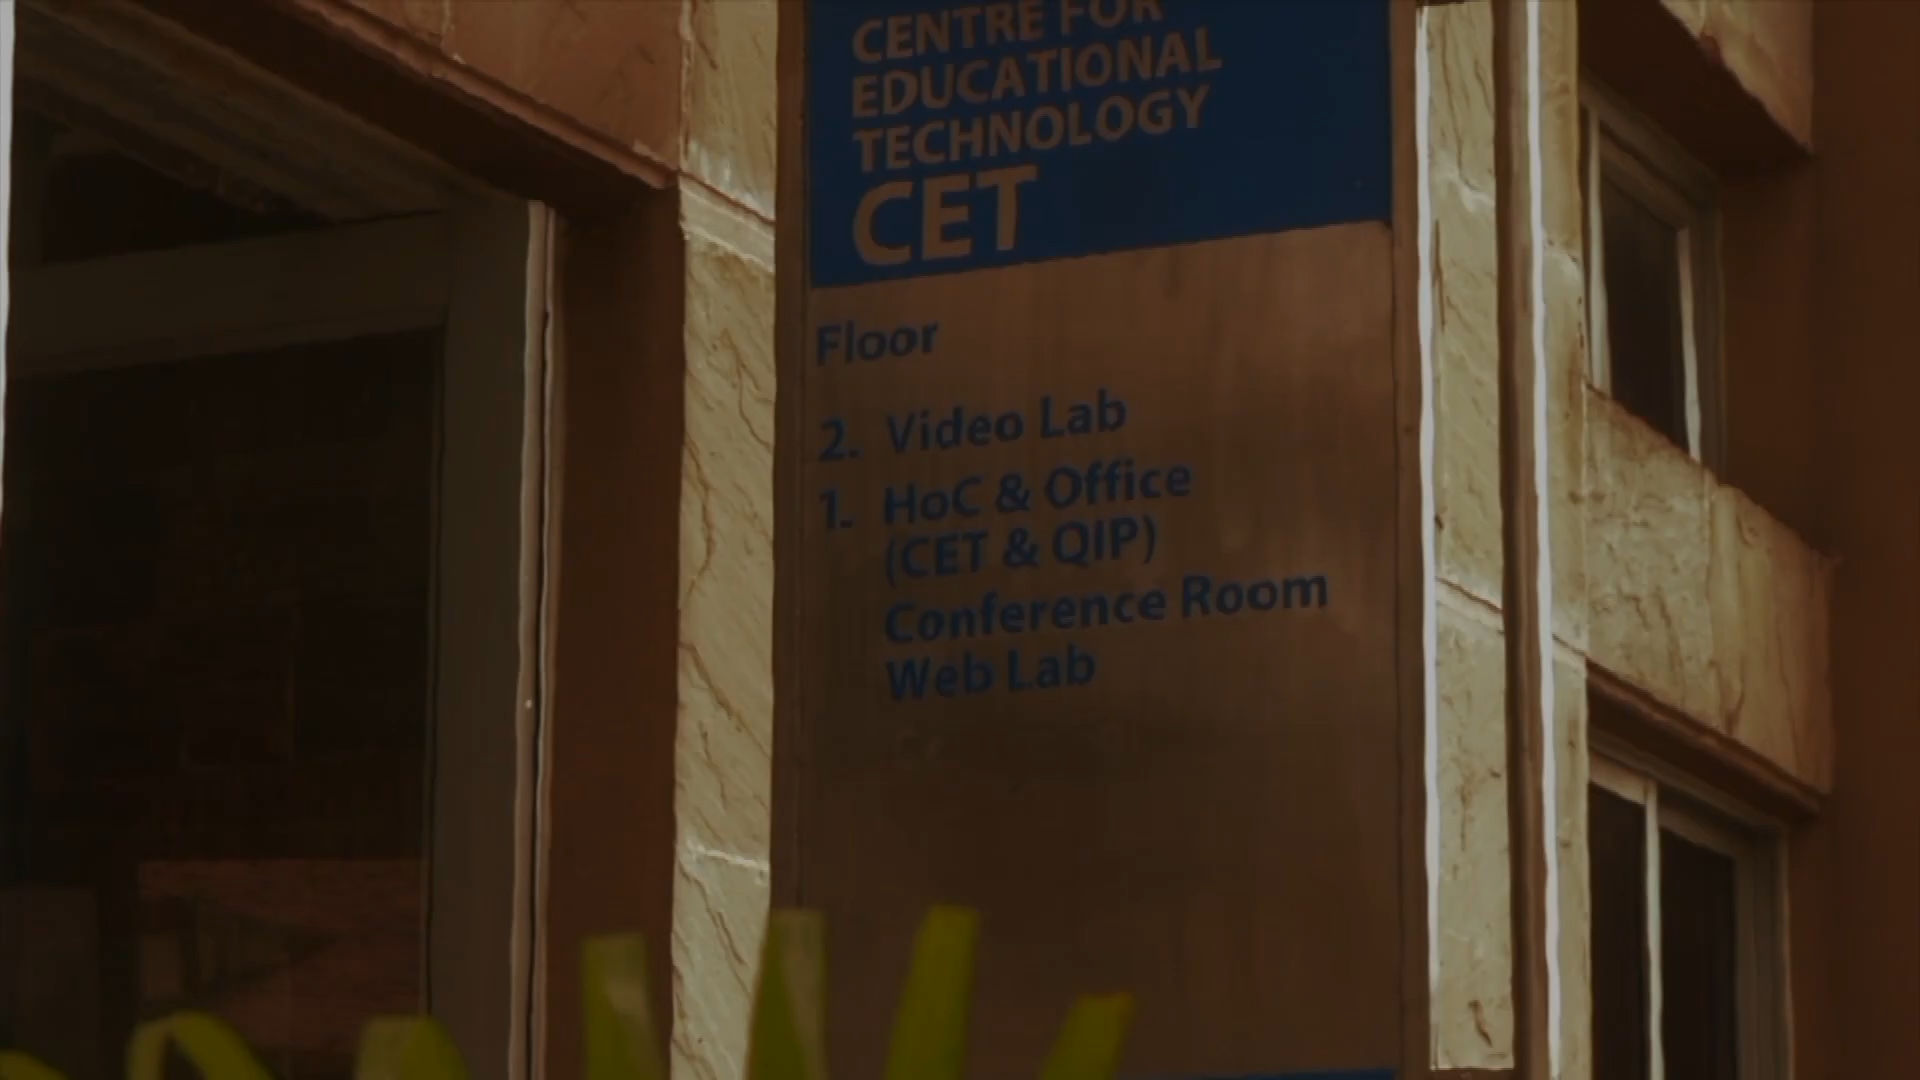 CENTRE FOR
EDUCATIONAL
TECHNOLOGY
CET
Floor
2. Video Lab
1. HoC & Office
(CET & QIP)
Conference Room
Web Lab